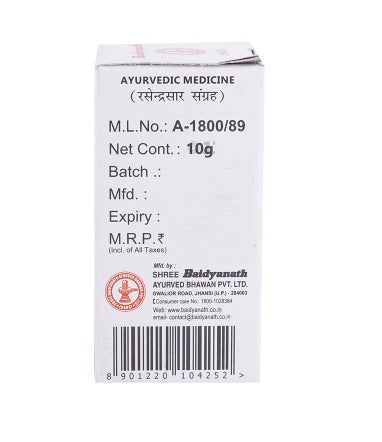 AYURVEDIC MEDICINE
(रसेन्द्रसार संग्रह)
M.L.No.: A-1800/89
Net Cont.: 10g
Batch .:
Mfd. :
Expiry :
M.R.P.₹
(incl. of All Taxes)
Mfd. by :
SHREE Baidyanath
AYURVED BHAWAN PVT. LTD.
GWALIOR ROAD, JHANSI (U.P.) - 284003
Consumer care No.: 1800-1028384
Web: www.baidyanath.co.in
email- contact@baidyanath.co.in
8 901220 104252 >